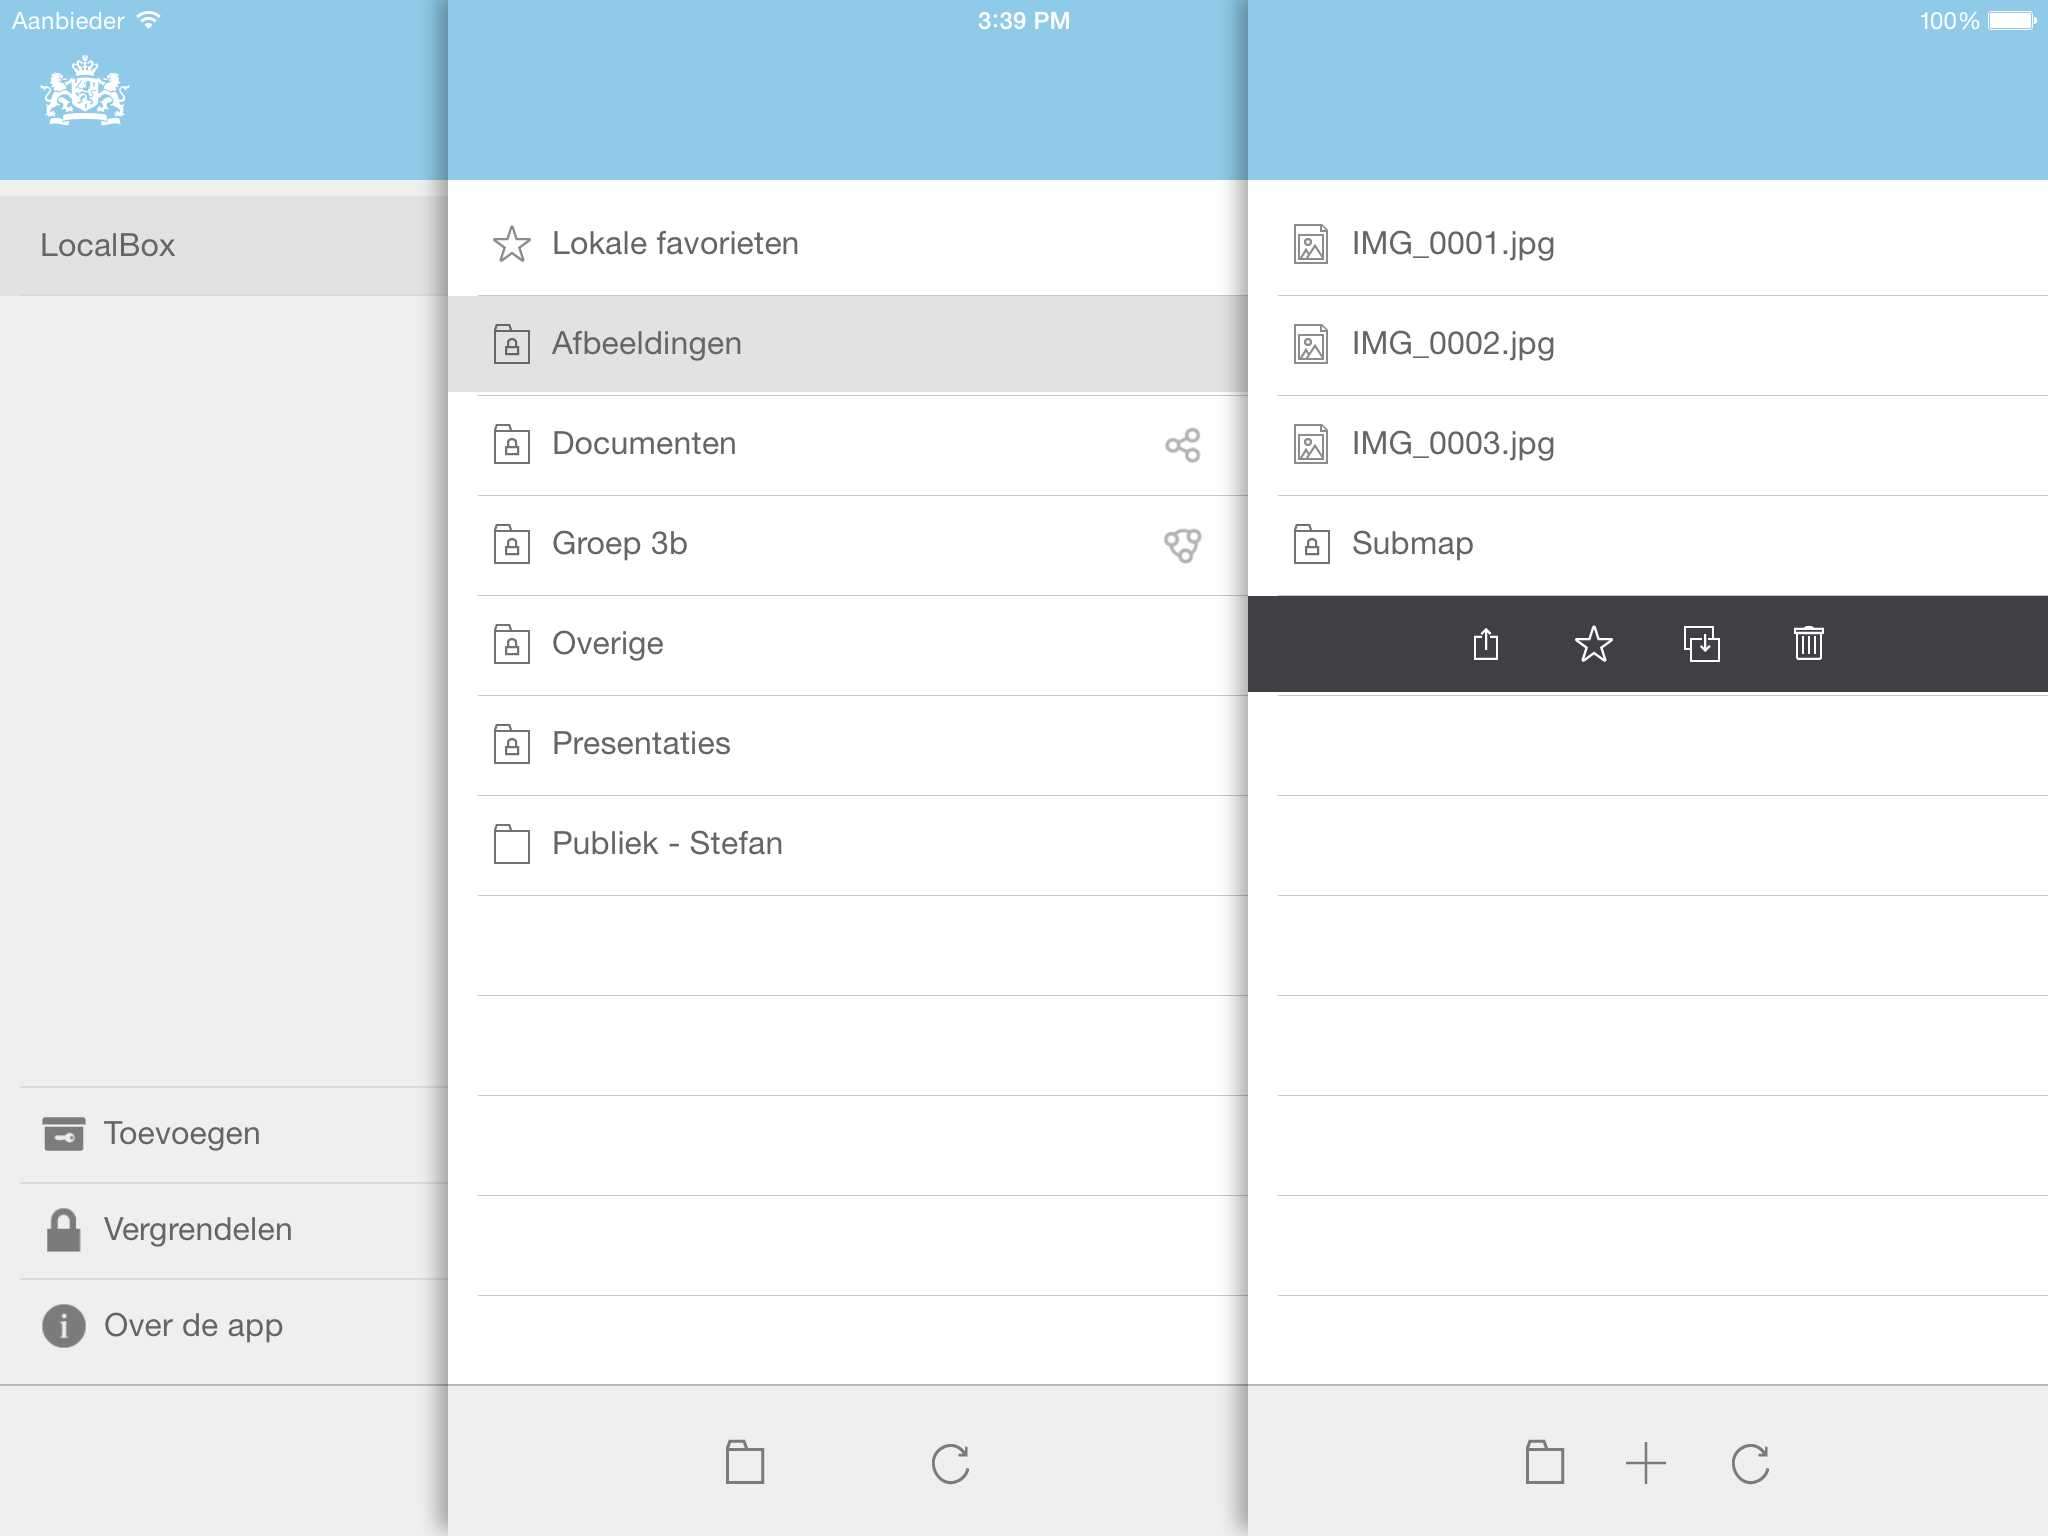 Aanbieder 3:39 PM 100%
LocalBox
Toevoegen
Vergrendelen
Over de app
Lokale favorieten
Afbeeldingen
Documenten
Groep 3b
Overige
Presentaties
Publiek - Stefan
IMG_0001.jpg
IMG_0002.jpg
IMG_0003.jpg
Submap